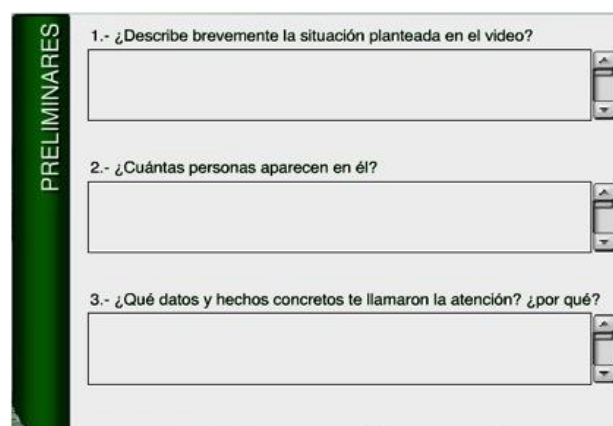 PRELIMINARES
1.- ¿Describe brevemente la situación planteada en el video?
2.- ¿Cuántas personas aparecen en él?
3.- ¿Qué datos y hechos concretos te llamaron la atención? ¿por qué?